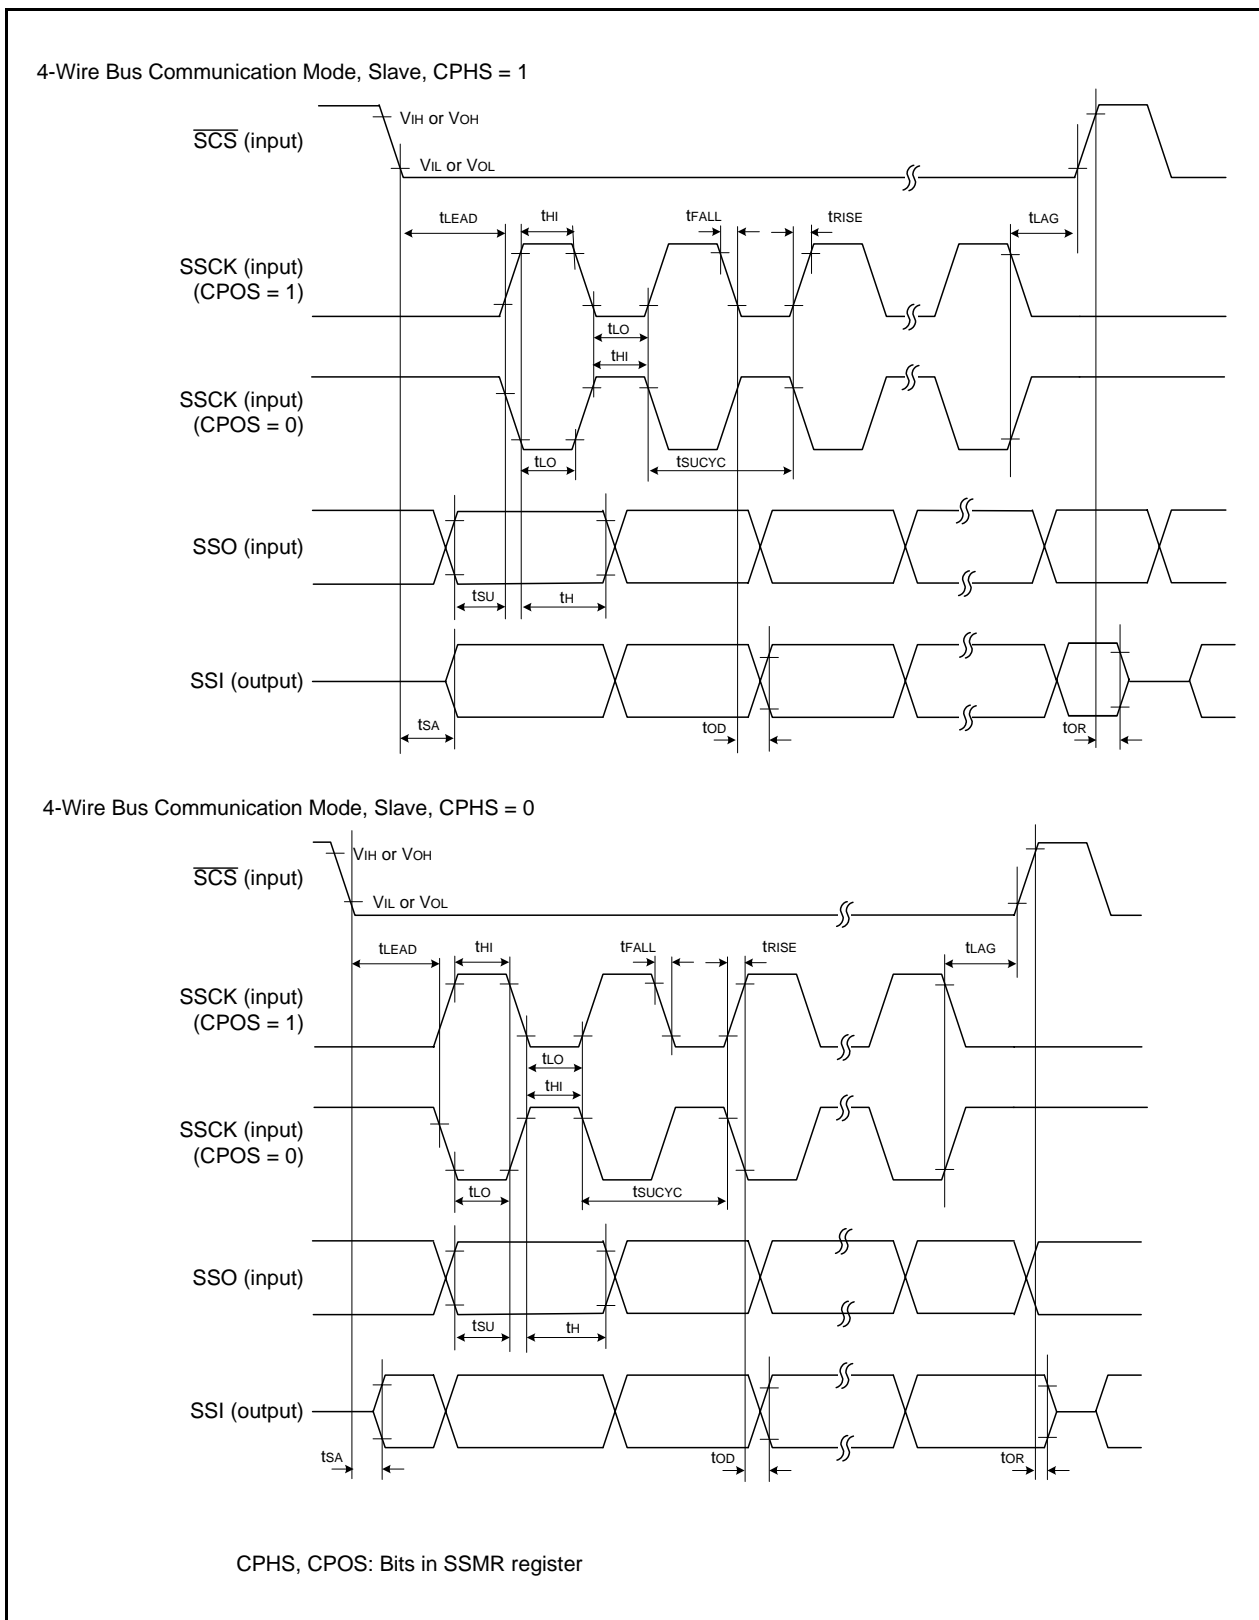 4-Wire Bus Communication Mode, Slave, CPHS = 1
VIH or VOH
SCS (input)
VIL or VOL
tLEAD
tHI
tFALL
tRISE
tLAG
SSCK (input)
(CPOS = 1)
tLO
tHI
SSCK (input)
(CPOS = 0)
tLO
tSUCYC
SSO (input)
tSU
tH
SSI (output)
tSA
tOD
tOR
4-Wire Bus Communication Mode, Slave, CPHS = 0
VIH or VOH
SCS (input)
VIL or VOL
tLEAD
tHI
tFALL
tRISE
tLAG
SSCK (input)
(CPOS = 1)
tLO
tHI
SSCK (input)
(CPOS = 0)
tLO
tSUCYC
SSO (input)
tSU
tH
SSI (output)
tSA
tOD
tOR
CPHS, CPOS: Bits in SSMR register